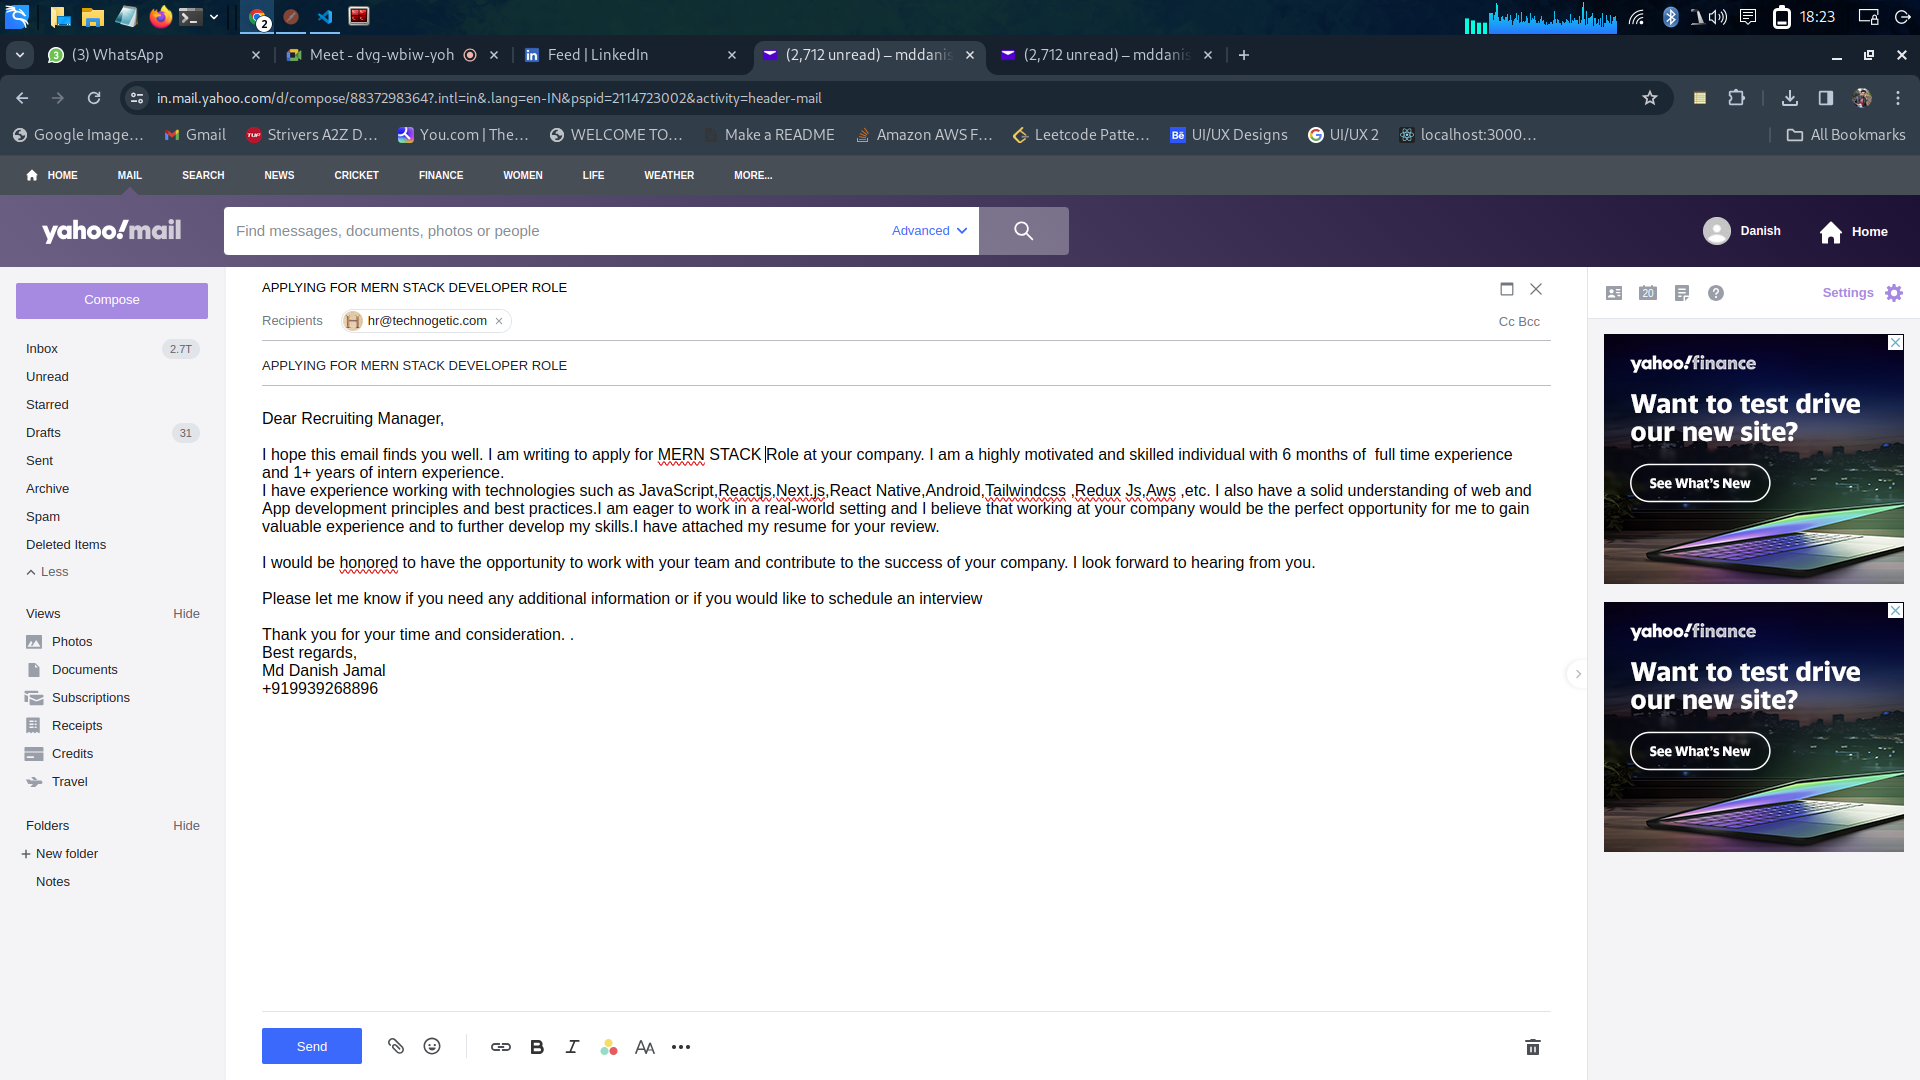 2
18:23
3
(3) WhatsApp
Meet - dvg-wbiw-yoh
Feed | LinkedIn
(2,712 unread) – mddanis
(2,712 unread) – mddanis
in.mail.yahoo.com/d/compose/8837298364?.intl=in&.lang=en-IN&pspid=2114723002&activity=header-mail
Google Image…
Gmail
Strivers A2Z D…
You.com | The…
WELCOME TO…
Make a README
Amazon AWS F…
Leetcode Patte…
UI/UX Designs
UI/UX 2
localhost:3000…
All Bookmarks
HOME
MAIL
SEARCH
NEWS
CRICKET
FINANCE
WOMEN
LIFE
WEATHER
MORE...
yahoo!mail
Find messages, documents, photos or people
Advanced
Danish
Home
Compose
Inbox
2.7T
Unread
Starred
Drafts
31
Sent
Archive
Spam
Deleted Items
Less
Views
Hide
Photos
Documents
Subscriptions
Receipts
Credits
Travel
Folders
Hide
+ New folder
Notes
APPLYING FOR MERN STACK DEVELOPER ROLE
Recipients
hr@technogetic.com
Cc Bcc
APPLYING FOR MERN STACK DEVELOPER ROLE
Dear Recruiting Manager,
I hope this email finds you well. I am writing to apply for MERN STACK Role at your company. I am a highly motivated and skilled individual with 6 months of  full time experience
and 1+ years of intern experience.
I have experience working with technologies such as JavaScript,Reactjs,Next.js,React Native,Android,Tailwindcss ,Redux Js,Aws ,etc. I also have a solid understanding of web and
App development principles and best practices.I am eager to work in a real-world setting and I believe that working at your company would be the perfect opportunity for me to gain
valuable experience and to further develop my skills.I have attached my resume for your review.
I would be honored to have the opportunity to work with your team and contribute to the success of your company. I look forward to hearing from you.
Please let me know if you need any additional information or if you would like to schedule an interview
Thank you for your time and consideration. .
Best regards,
Md Danish Jamal
+919939268896
Send
20
Settings
yahoo!finance
Want to test drive
our new site?
See What's New
yahoo!finance
Want to test drive
our new site?
See What's New